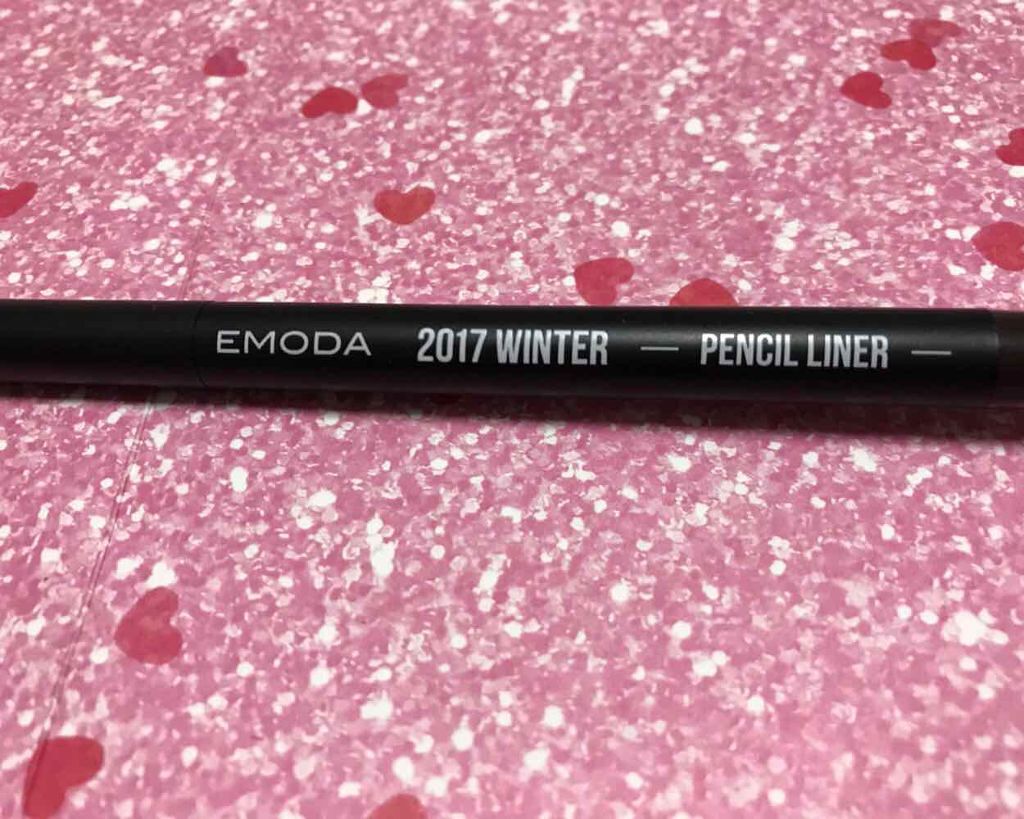 EMODA 2017 WINTER — PENCIL LINER —